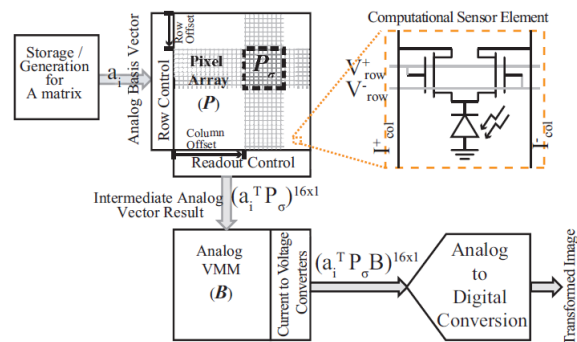 Computational Sensor Element
Storage /
Generation
for
A matrix
a_i
Analog Basis Vector
Row Control
Row
Offset
Pixel
Array
(P)
P_σ
Column
Offset
Readout Control
V⁺row
V⁻row
I⁺col
I⁻col
Intermediate Analog
Vector Result
(a_i^T P_σ)^16x1
Analog
VMM
(B)
Current to Voltage
Converters
(a_i^T P_σ B)^16x1
Analog
to
Digital
Conversion
Transformed Image